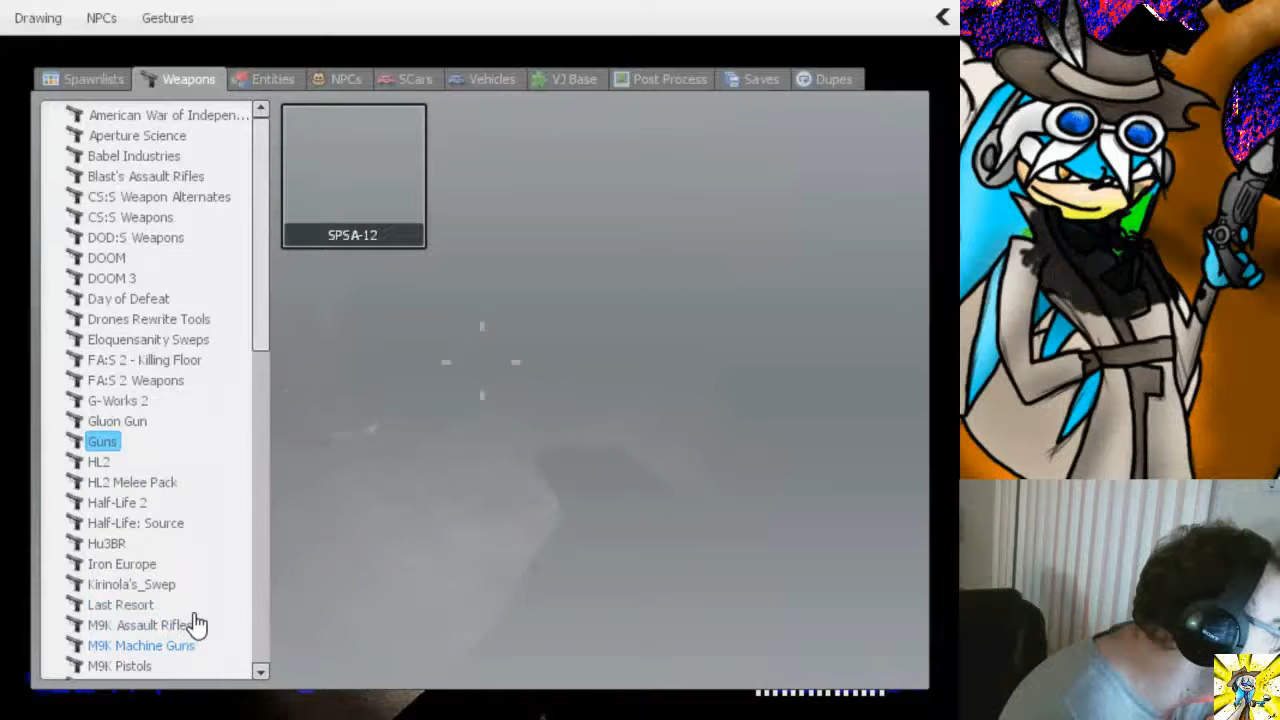 Drawing NPCs Gestures
Spawnlists Weapons Entities NPCs SCars Vehicles VJ Base Post Process Saves Dupes
American War of Indepen...
Aperture Science
Babel Industries
Blast's Assault Rifles
CS:S Weapon Alternates
CS:S Weapons
DOD:S Weapons
DOOM
DOOM 3
Day of Defeat
Drones Rewrite Tools
Eloquensanity Sweps
FA:S 2 - Killing Floor
FA:S 2 Weapons
G-Works 2
Gluon Gun
Guns
HL2
HL2 Melee Pack
Half-Life 2
Half-Life: Source
Hu3BR
Iron Europe
Kirinola's_Swep
Last Resort
M9K Assault Rifles
M9K Machine Guns
M9K Pistols
SPSA-12
SONY